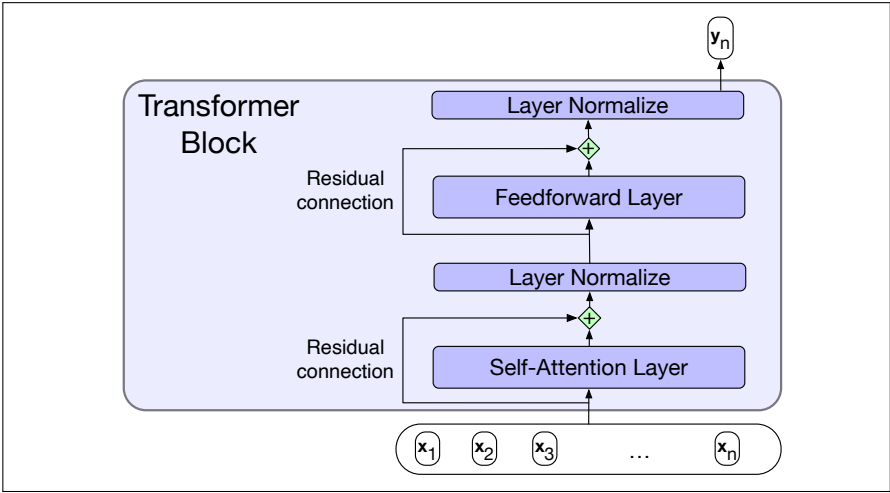 yn
Transformer
Block
Layer Normalize
+
Residual
connection
Feedforward Layer
Layer Normalize
+
Residual
connection
Self-Attention Layer
x1 x2 x3 ... xn